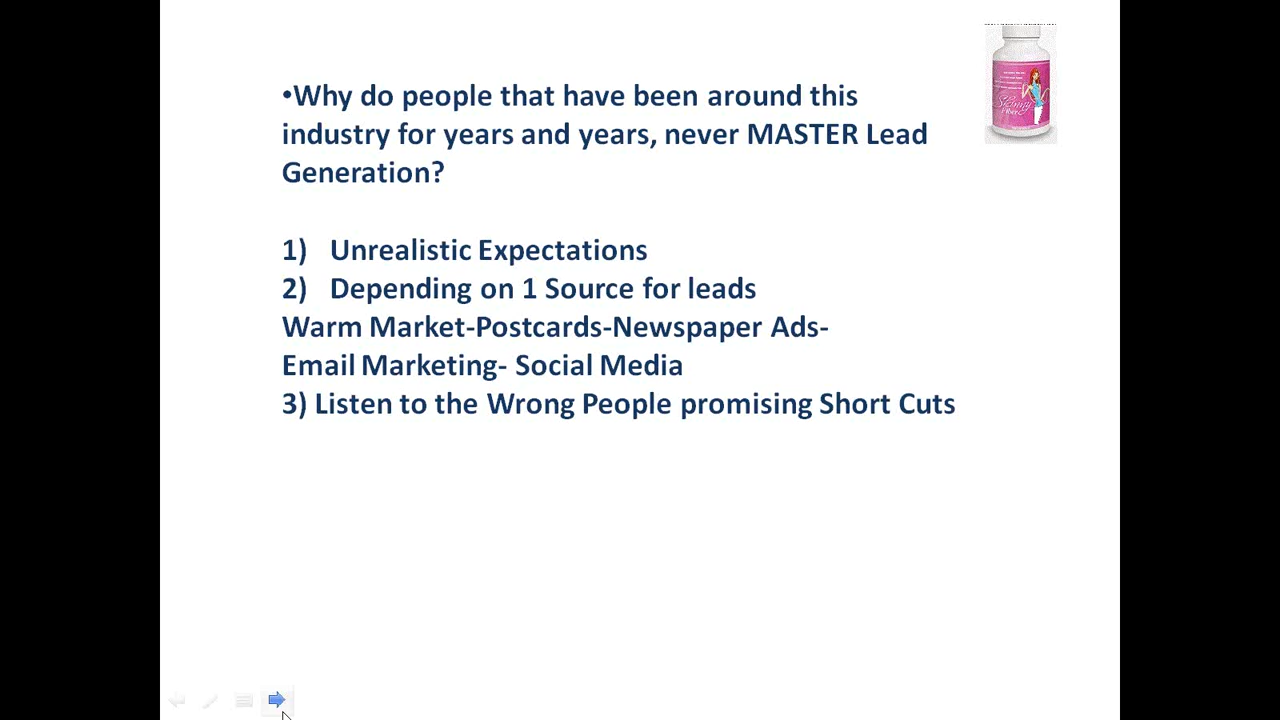 •Why do people that have been around this
industry for years and years, never MASTER Lead
Generation?
1) Unrealistic Expectations
2) Depending on 1 Source for leads
Warm Market-Postcards-Newspaper Ads-
Email Marketing- Social Media
3) Listen to the Wrong People promising Short Cuts
Skinny
Fiber